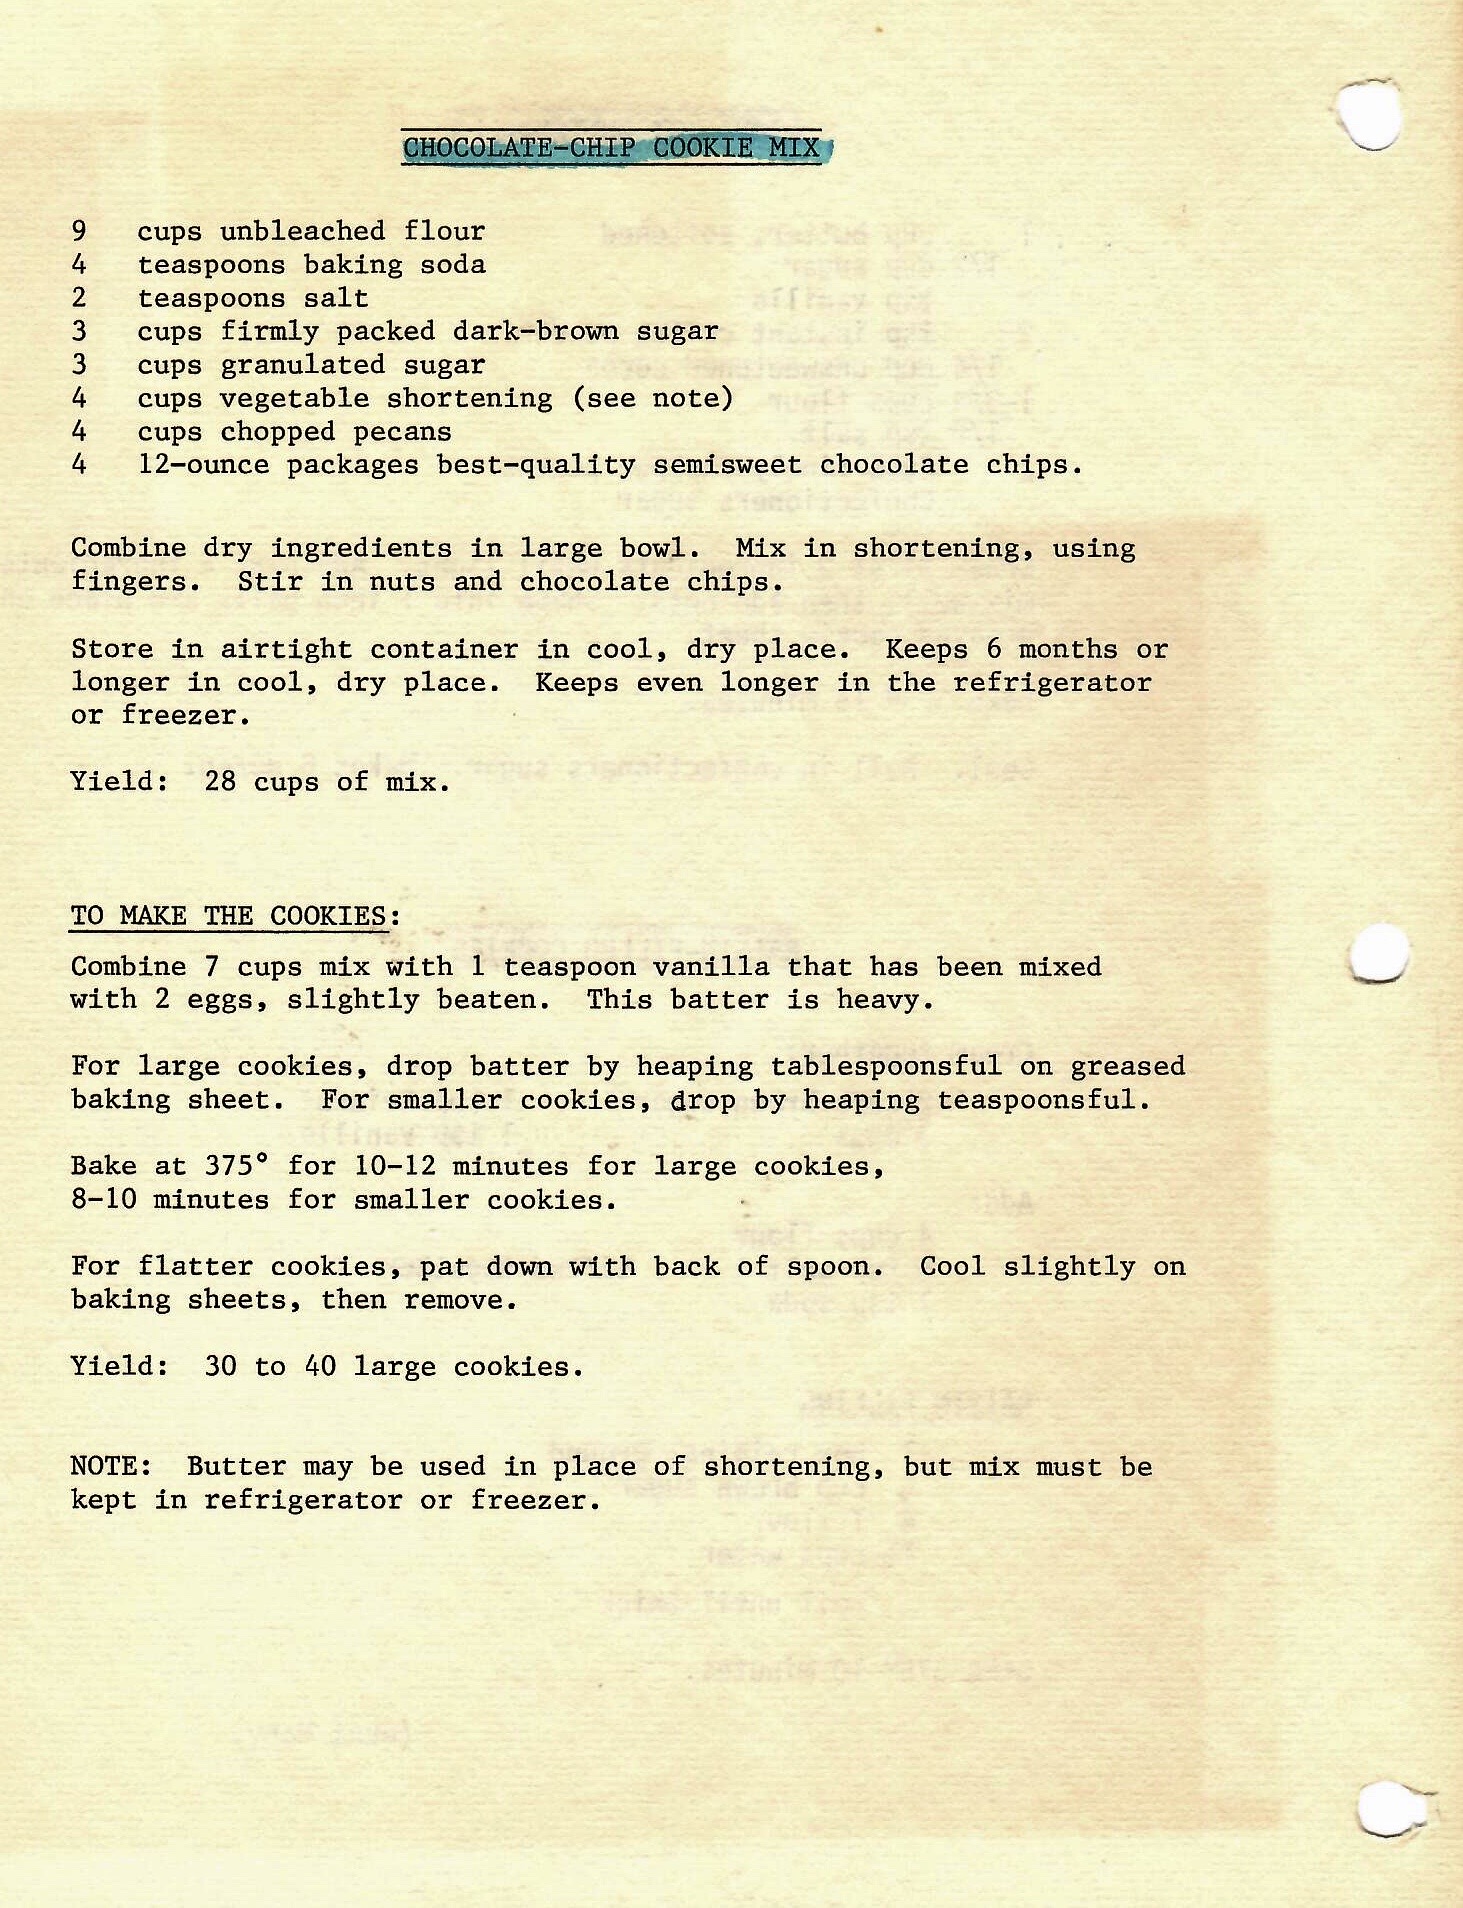 CHOCOLATE-CHIP COOKIE MIX
9 cups unbleached flour
4 teaspoons baking soda
2 teaspoons salt
3 cups firmly packed dark-brown sugar
3 cups granulated sugar
4 cups vegetable shortening (see note)
4 cups chopped pecans
4 12-ounce packages best-quality semisweet chocolate chips.
Combine dry ingredients in large bowl. Mix in shortening, using
fingers. Stir in nuts and chocolate chips.
Store in airtight container in cool, dry place. Keeps 6 months or
longer in cool, dry place. Keeps even longer in the refrigerator
or freezer.
Yield: 28 cups of mix.
TO MAKE THE COOKIES:
Combine 7 cups mix with 1 teaspoon vanilla that has been mixed
with 2 eggs, slightly beaten. This batter is heavy.
For large cookies, drop batter by heaping tablespoonsful on greased
baking sheet. For smaller cookies, drop by heaping teaspoonsful.
Bake at 375° for 10-12 minutes for large cookies,
8-10 minutes for smaller cookies.
For flatter cookies, pat down with back of spoon. Cool slightly on
baking sheets, then remove.
Yield: 30 to 40 large cookies.
NOTE: Butter may be used in place of shortening, but mix must be
kept in refrigerator or freezer.